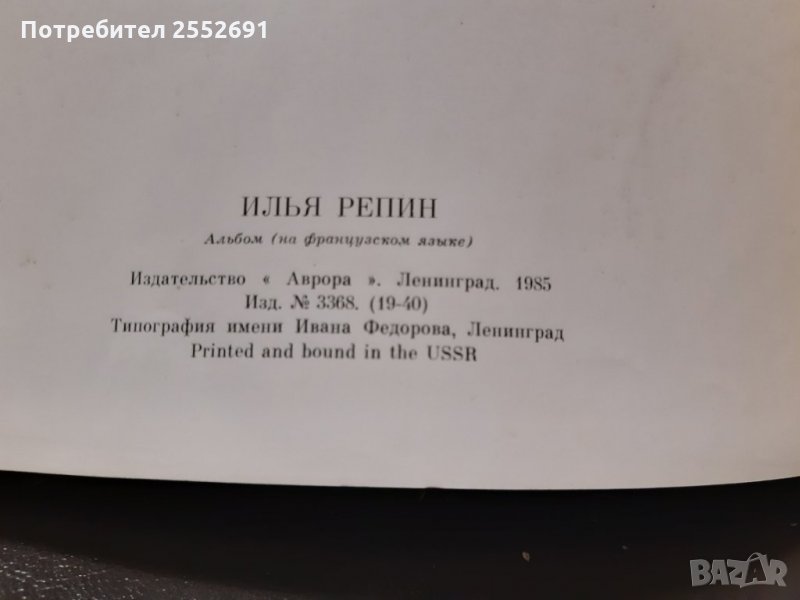 Потребител 2552691
ИЛЬЯ РЕПИН
Альбом (на французском языке)
Издательство « Аврора ». Ленинград. 1985
Изд. № 3368. (19-40)
Типография имени Ивана Федорова, Ленинград
Printed and bound in the USSR
BAZAR